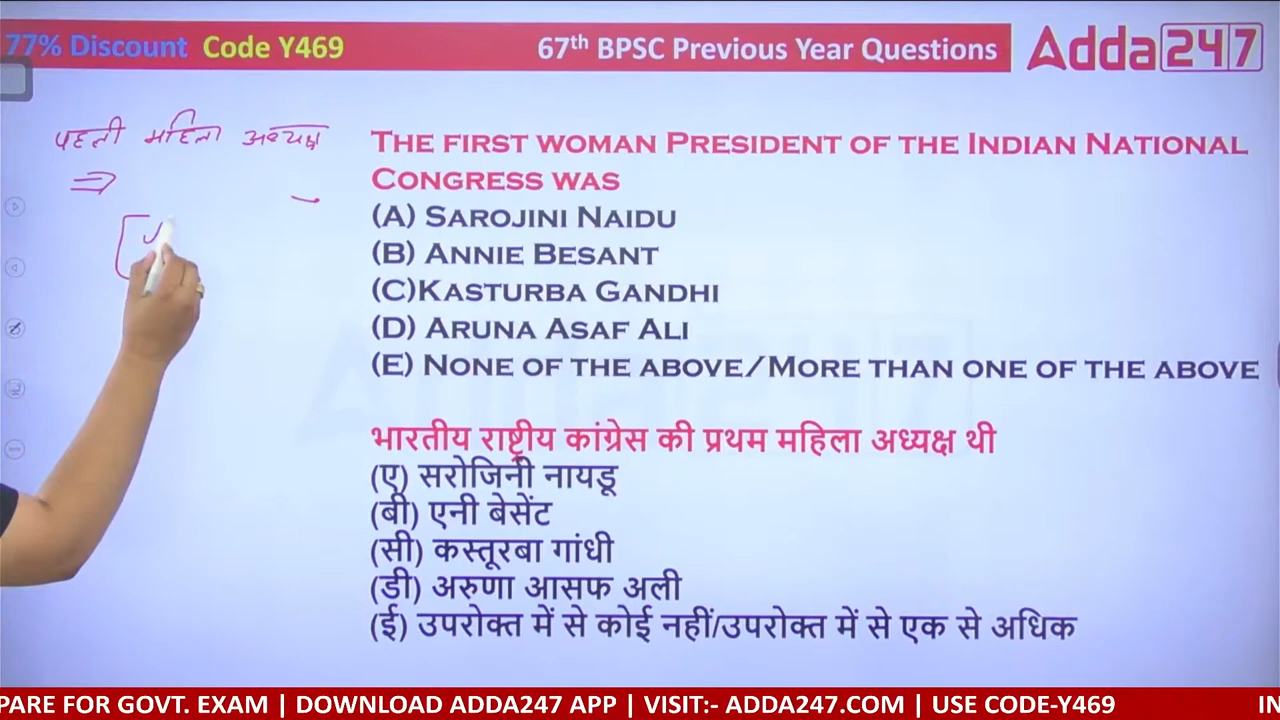 77% Discount Code Y469
67th BPSC Previous Year Questions
Adda247
पहली महिला अध्यक्ष
THE FIRST WOMAN PRESIDENT OF THE INDIAN NATIONAL
CONGRESS WAS
(A) SAROJINI NAIDU
(B) ANNIE BESANT
(C)KASTURBA GANDHI
(D) ARUNA ASAF ALI
(E) NONE OF THE ABOVE/MORE THAN ONE OF THE ABOVE
भारतीय राष्ट्रीय कांग्रेस की प्रथम महिला अध्यक्ष थी
(ए) सरोजिनी नायडू
(बी) एनी बेसेंट
(सी) कस्तूरबा गांधी
(डी) अरुणा आसफ अली
(ई) उपरोक्त में से कोई नहीं/उपरोक्त में से एक से अधिक
PARE FOR GOVT. EXAM | DOWNLOAD ADDA247 APP | VISIT:- ADDA247.COM | USE CODE-Y469 IN